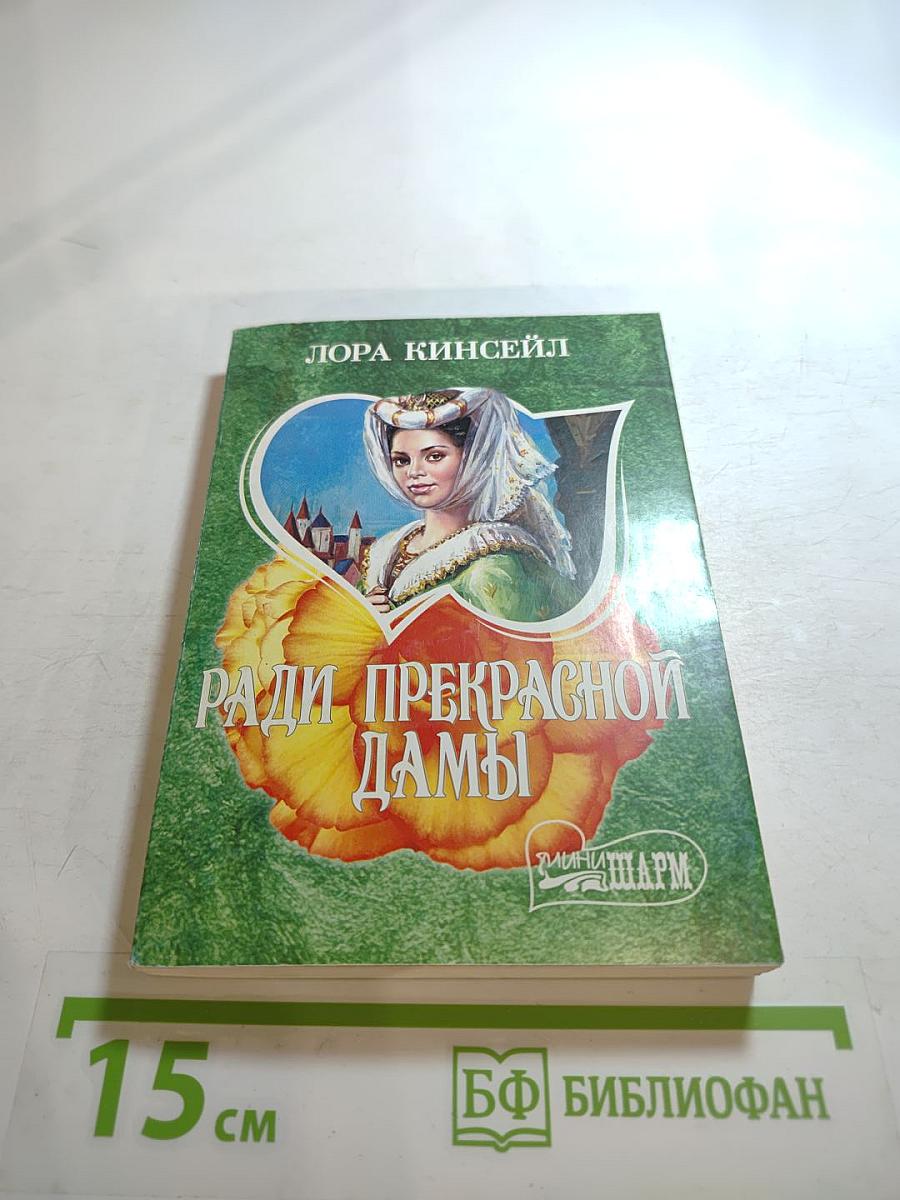 ЛОРА КИНСЕЙЛ
РАДИ ПРЕКРАСНОЙ
ДАМЫ
МИНИ ШАРМ
15 см
БФ БИБЛИОФАН